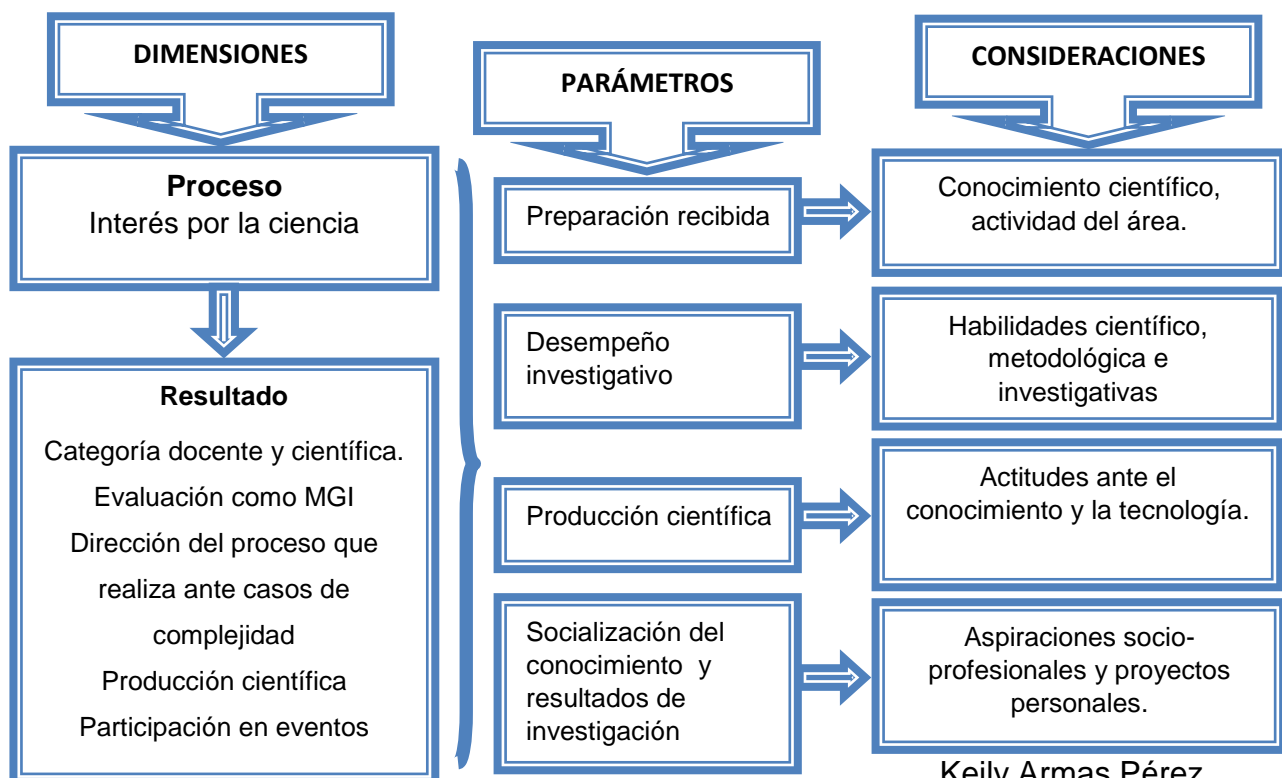 DIMENSIONES
Proceso
Interés por la ciencia
Resultado
Categoría docente y científica.
Evaluación como MGI
Dirección del proceso que
realiza ante casos de
complejidad
Producción científica
Participación en eventos
PARÁMETROS
Preparación recibida
Desempeño
investigativo
Producción científica
Socialización del
conocimiento y
resultados de
investigación
CONSIDERACIONES
Conocimiento científico,
actividad del área.
Habilidades científico,
metodológica e
investigativas
Actitudes ante el
conocimiento y la tecnología.
Aspiraciones socio-
profesionales y proyectos
personales.
Keily Armas Pérez